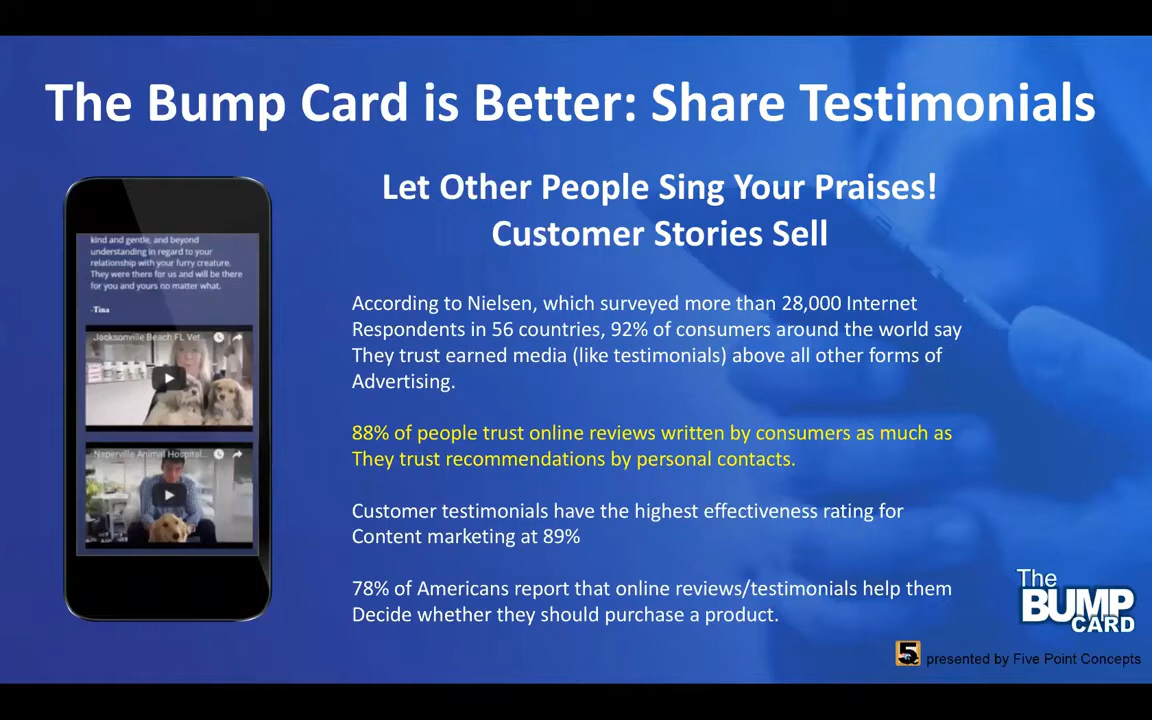 The Bump Card is Better: Share Testimonials
Let Other People Sing Your Praises!
Customer Stories Sell
kind and gentle, and beyond
understanding in regard to your
relationship with your furry creature.
They were there for us and will be there
for you and yours no matter what.
-Tina
Jacksonville Beach FL Vet...
Naperville Animal Hospital...
According to Nielsen, which surveyed more than 28,000 Internet
Respondents in 56 countries, 92% of consumers around the world say
They trust earned media (like testimonials) above all other forms of
Advertising.
88% of people trust online reviews written by consumers as much as
They trust recommendations by personal contacts.
Customer testimonials have the highest effectiveness rating for
Content marketing at 89%
78% of Americans report that online reviews/testimonials help them
Decide whether they should purchase a product.
The
BUMP
CARD
5 presented by Five Point Concepts